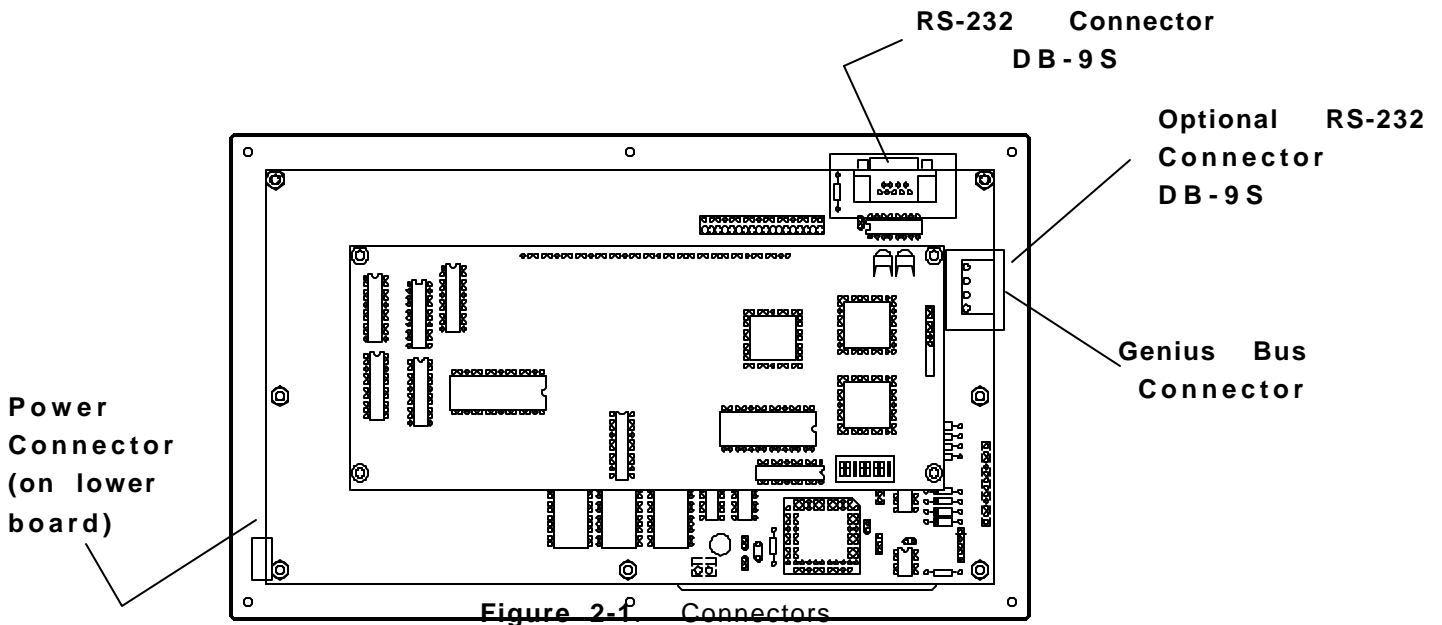 RS-232 Connector
DB-9S
Optional RS-232
Connector
DB-9S
Genius Bus
Connector
Power
Connector
(on lower
board)
Figure 2-1. Connectors